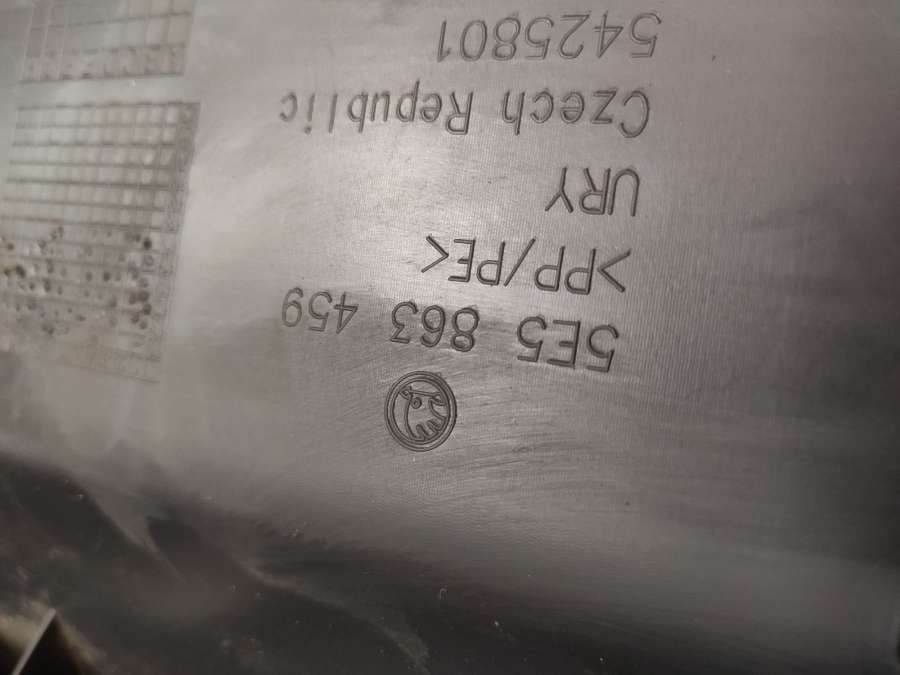 5E5 863 459
>PP/PE<
URY
Czech Republic
5425801